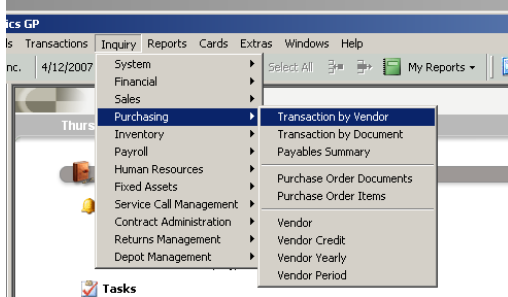 ics GP
ls Transactions Inquiry Reports Cards Extras Windows Help
nc. 4/12/2007 Select All My Reports
Thurs
System
Financial
Sales
Purchasing
Inventory
Payroll
Human Resources
Fixed Assets
Service Call Management
Contract Administration
Returns Management
Depot Management
Transaction by Vendor
Transaction by Document
Payables Summary
Purchase Order Documents
Purchase Order Items
Vendor
Vendor Credit
Vendor Yearly
Vendor Period
Tasks